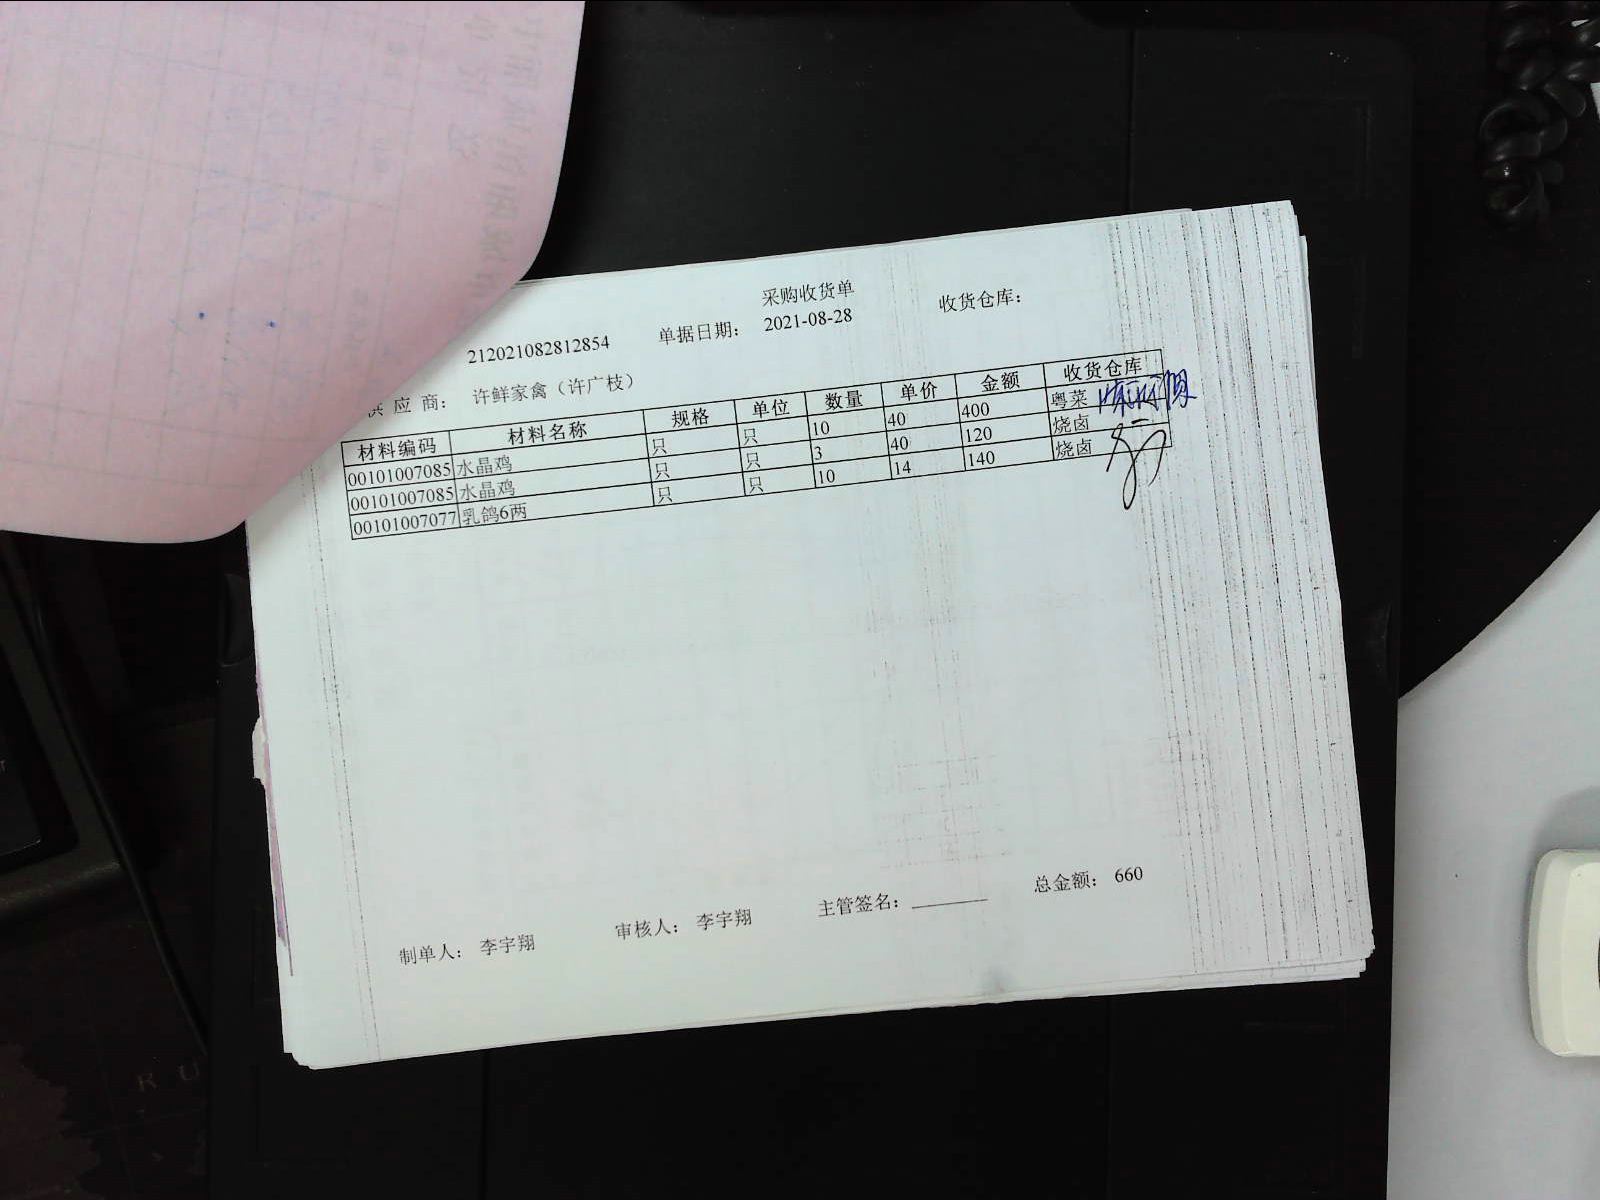 采购收货单
212021082812854 单据日期： 2021-08-28 收货仓库：
供应商： 许鲜家禽（许广枝）
材料编码 材料名称 规格 单位 数量 单价 金额 收货仓库
00101007085 水晶鸡 只 只 10 40 400 粤菜
00101007085 水晶鸡 只 只 3 40 120 烧卤
00101007077 乳鸽6两 只 只 10 14 140 烧卤
制单人： 李宇翔 审核人： 李宇翔 主管签名： 总金额： 660